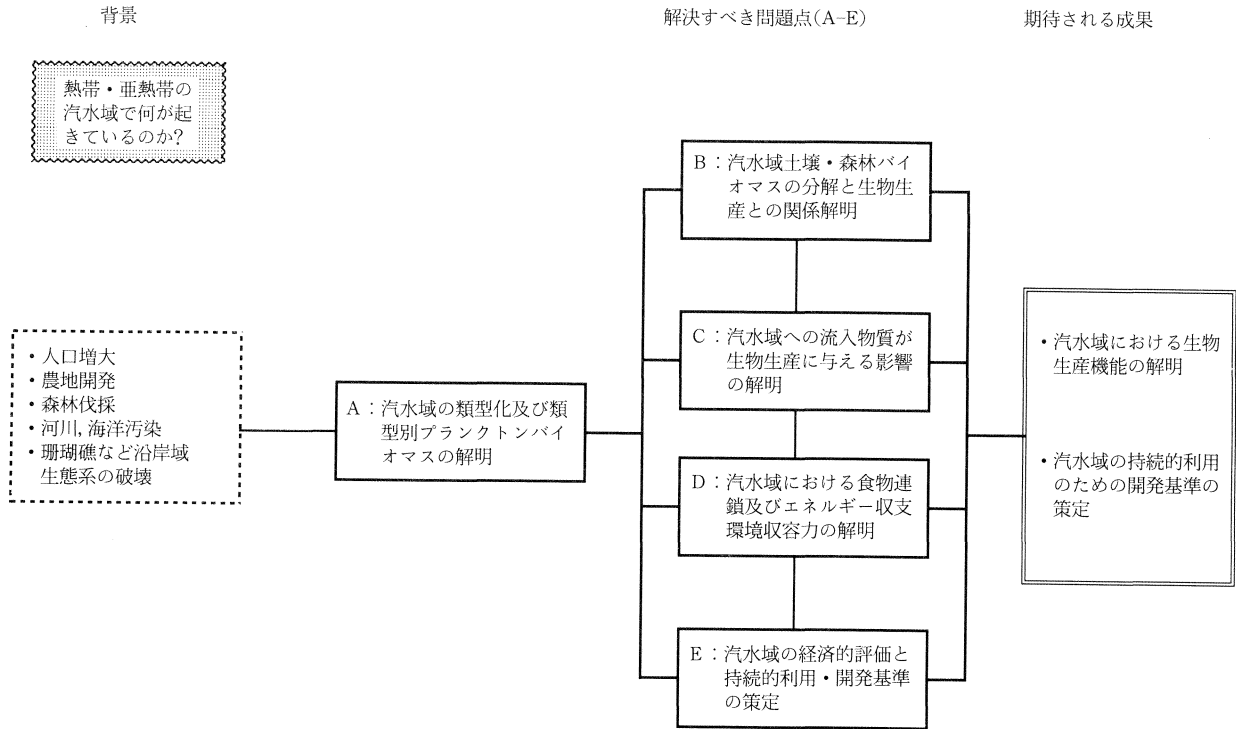 背景
解決すべき問題点(A-E)
期待される成果
熱帯・亜熱帯の
汽水域で何が起
きているのか?
・人口増大
・農地開発
・森林伐採
・河川, 海洋汚染
・珊瑚礁など沿岸域
生態系の破壊
A：汽水域の類型化及び類
型別プランクトンバイ
オマスの解明
B：汽水域土壌・森林バイ
オマスの分解と生物生
産との関係解明
C：汽水域への流入物質が
生物生産に与える影響
の解明
D：汽水域における食物連
鎖及びエネルギー収支
環境収容力の解明
E：汽水域の経済的評価と
持続的利用・開発基準
の策定
・汽水域における生物
生産機能の解明
・汽水域の持続的利用
のための開発基準の
策定